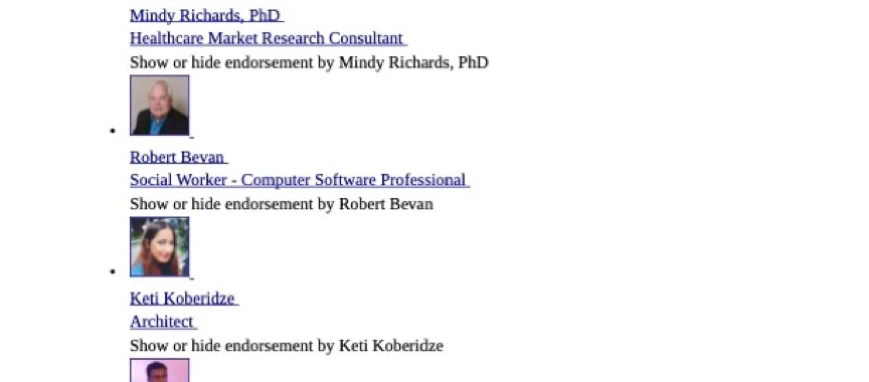 Mindy Richards, PhD
Healthcare Market Research Consultant
Show or hide endorsement by Mindy Richards, PhD
Robert Bevan
Social Worker - Computer Software Professional
Show or hide endorsement by Robert Bevan
Keti Koberidze
Architect
Show or hide endorsement by Keti Koberidze